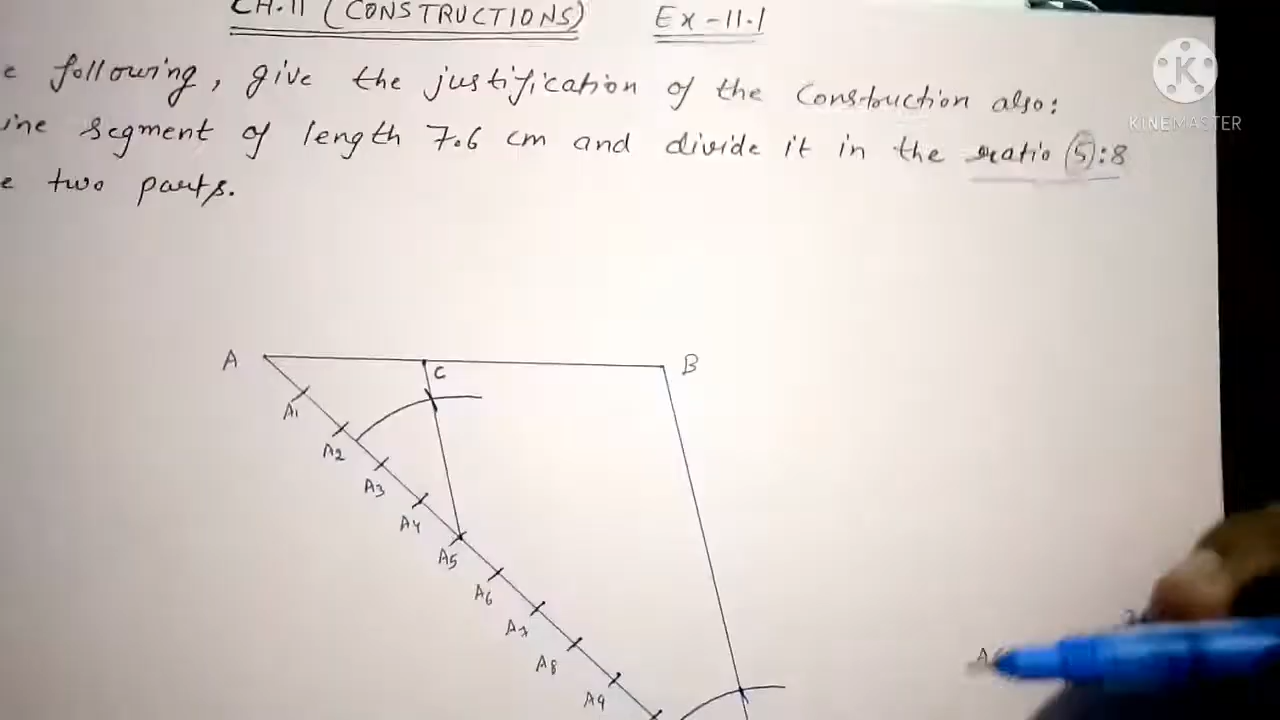 CH.11 (CONSTRUCTIONS) Ex-11.1
K
KINEMASTER
following, give the justification of the construction also:
segment of length 7.6 cm and divide it in the ratio (5):8
two parts.
A B
C
A1
A2
A3
A4
A5
A6
A7
A8
A9